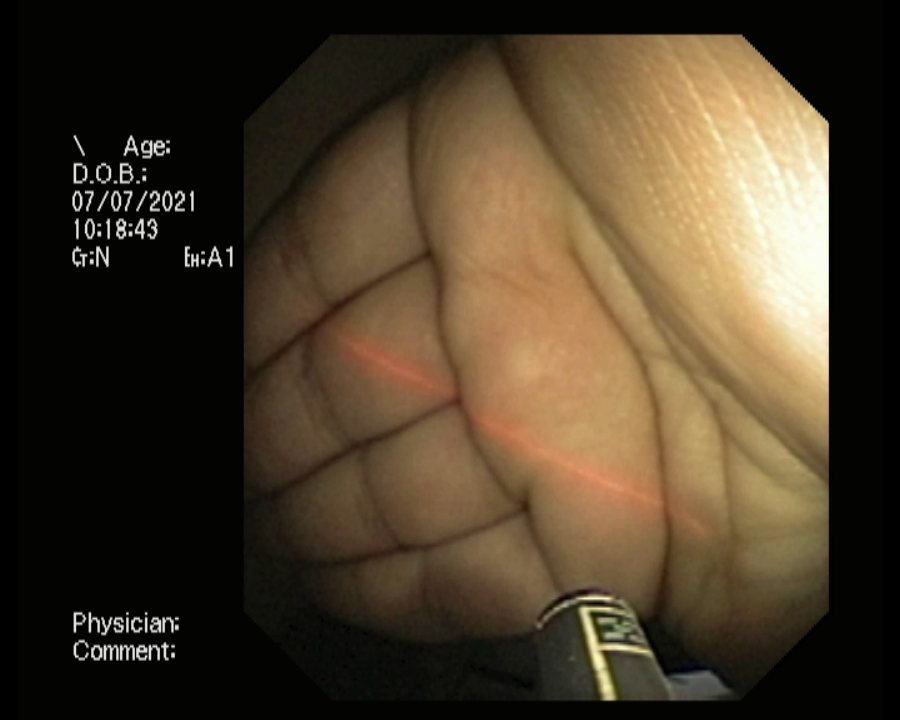 \ Age:
D.O.B.:
07/07/2021
10:18:43
Cr:N EH:A1
Physician:
Comment: